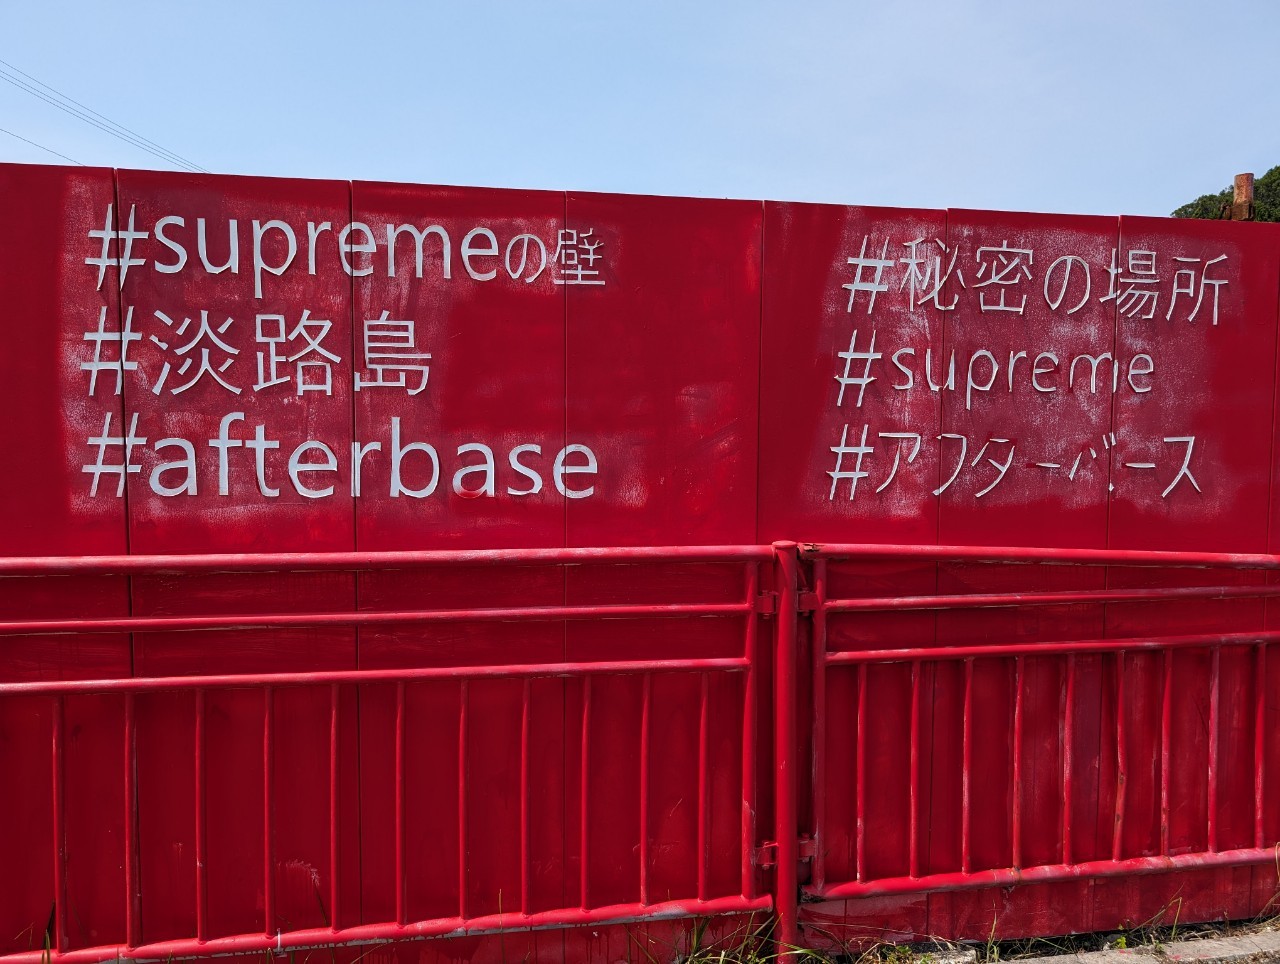 #supremeの壁
#淡路島
#afterbase
#秘密の場所
#supreme
#アフターバース